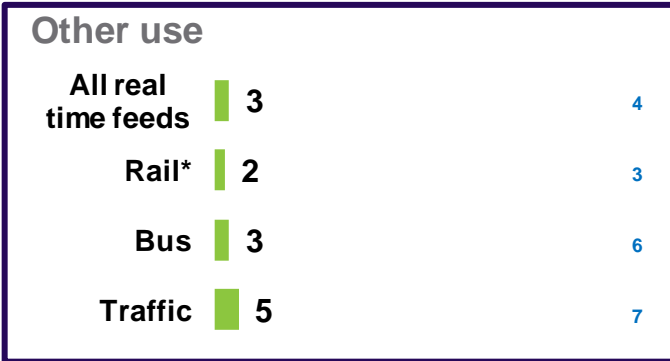 Other use
All real
time feeds 3 4
Rail* 2 3
Bus 3 6
Traffic 5 7